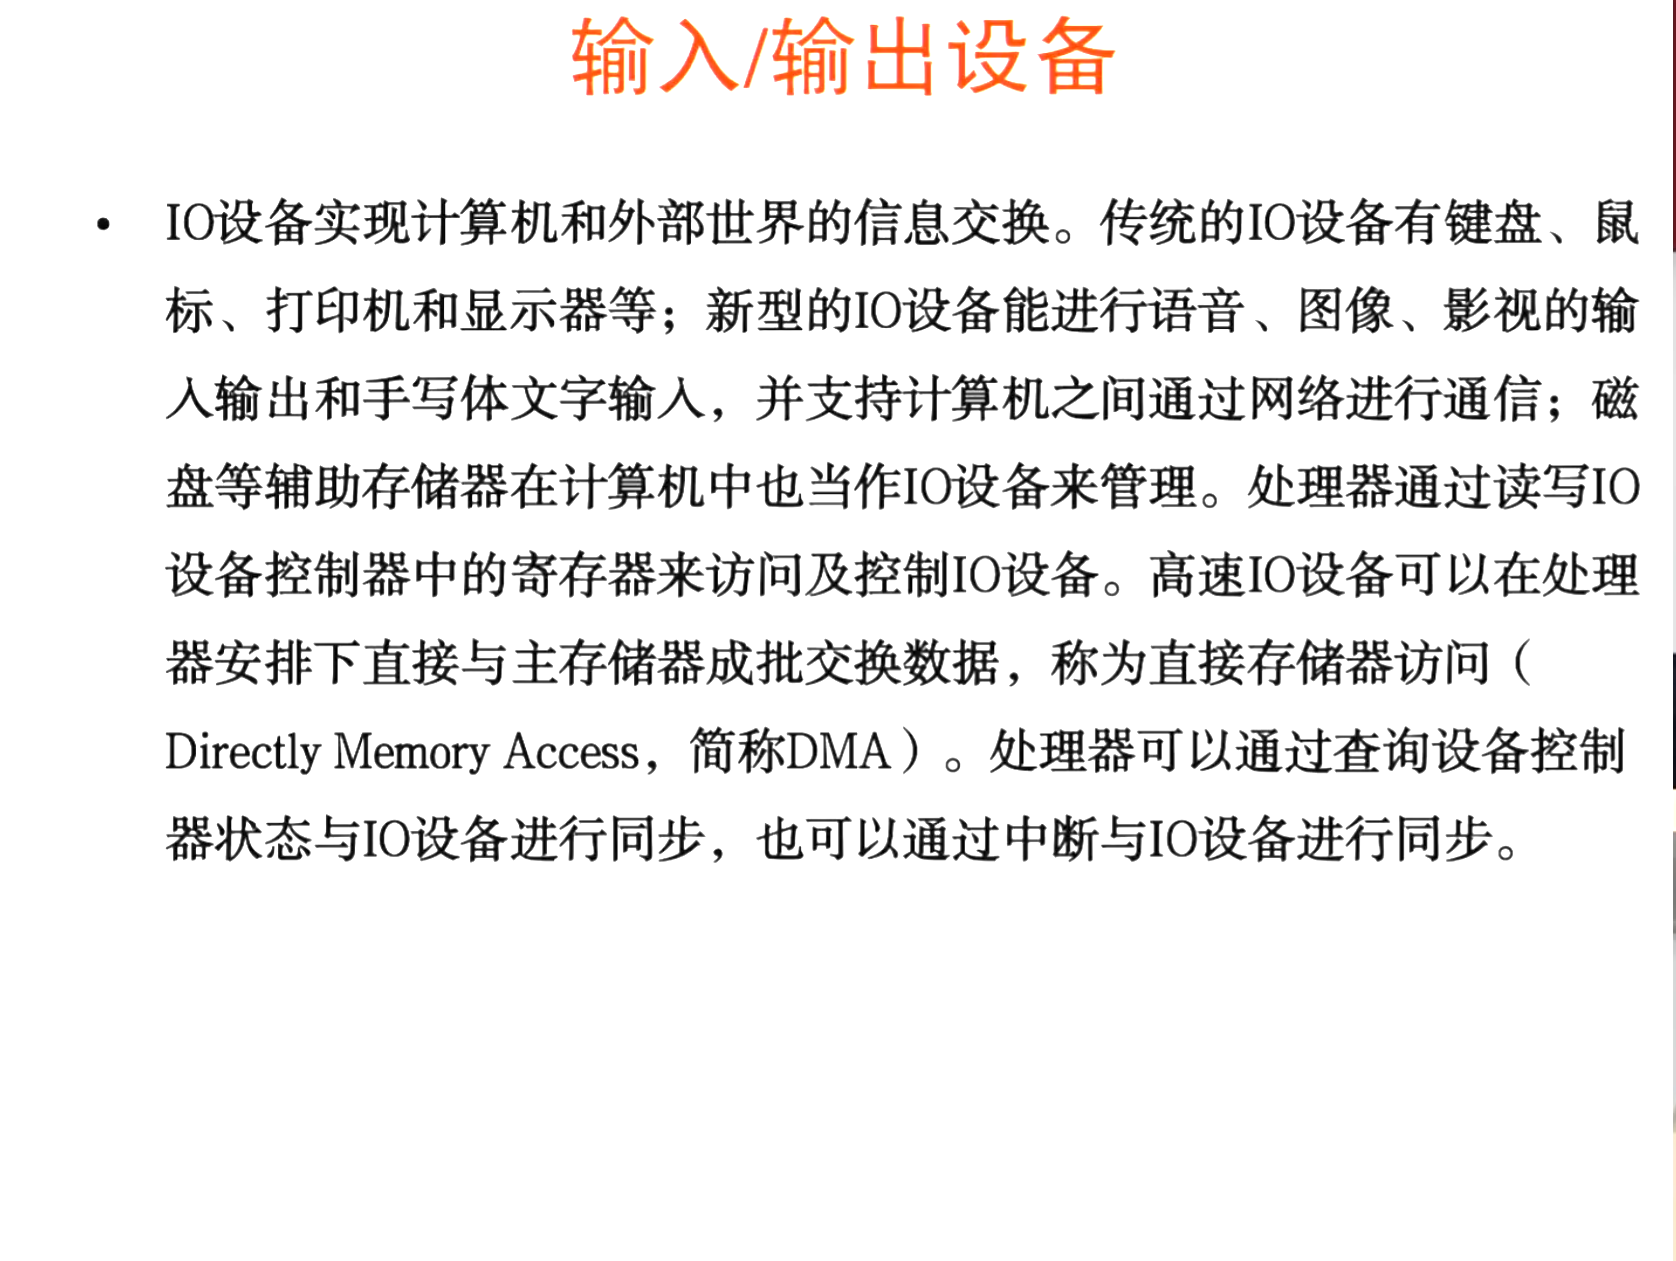 输入/输出设备
• IO设备实现计算机和外部世界的信息交换。传统的IO设备有键盘、鼠
标、打印机和显示器等；新型的IO设备能进行语音、图像、影视的输
入输出和手写体文字输入，并支持计算机之间通过网络进行通信；磁
盘等辅助存储器在计算机中也当作IO设备来管理。处理器通过读写IO
设备控制器中的寄存器来访问及控制IO设备。高速IO设备可以在处理
器安排下直接与主存储器成批交换数据，称为直接存储器访问（
Directly Memory Access，简称DMA）。处理器可以通过查询设备控制
器状态与IO设备进行同步，也可以通过中断与IO设备进行同步。